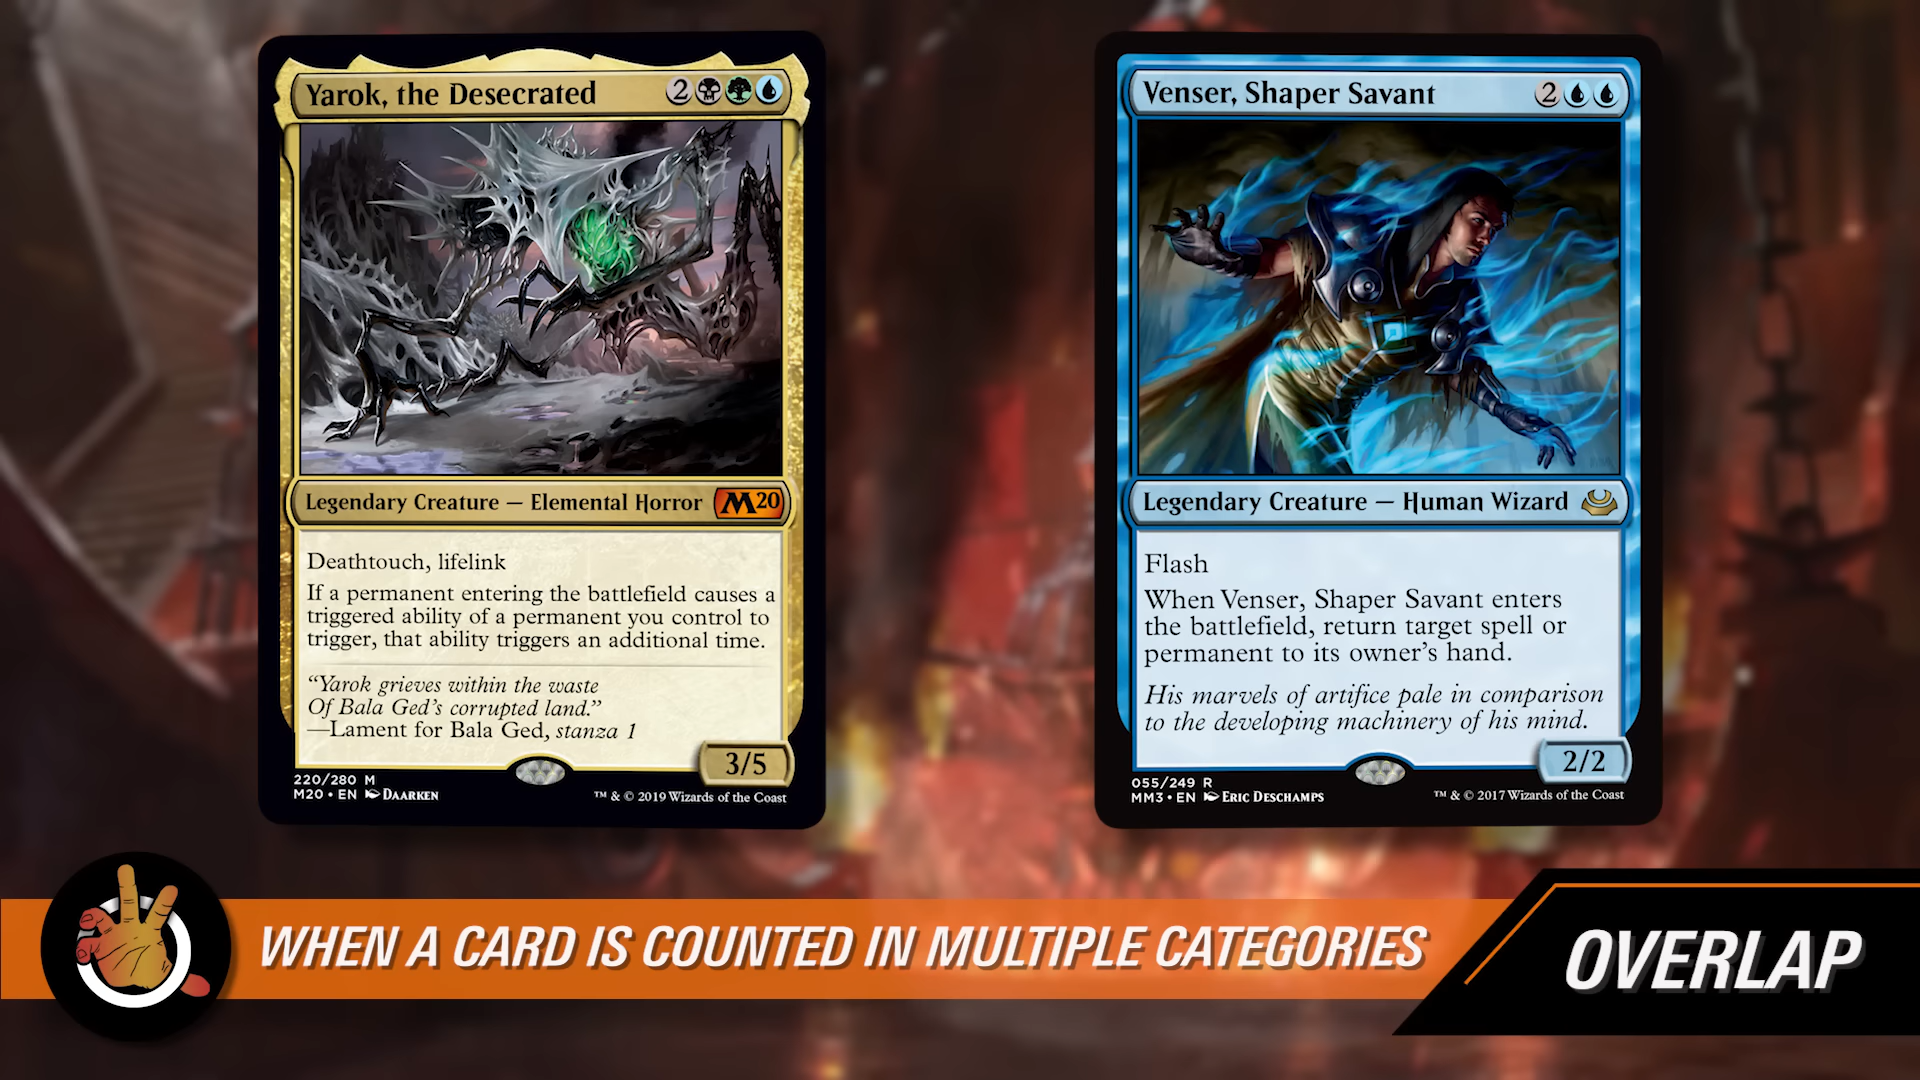 Yarok, the Desecrated
2
Legendary Creature — Elemental Horror
M20
Deathtouch, lifelink
If a permanent entering the battlefield causes a
triggered ability of a permanent you control to
trigger, that ability triggers an additional time.
“Yarok grieves within the waste
Of Bala Ged’s corrupted land.”
—Lament for Bala Ged, stanza 1
3/5
220/280 M
M20 • EN DAARKEN
™ & © 2019 Wizards of the Coast
Venser, Shaper Savant
2
Legendary Creature — Human Wizard
Flash
When Venser, Shaper Savant enters
the battlefield, return target spell or
permanent to its owner’s hand.
His marvels of artifice pale in comparison
to the developing machinery of his mind.
2/2
055/249 R
MM3 • EN ERIC DESCHAMPS
™ & © 2017 Wizards of the Coast
WHEN A CARD IS COUNTED IN MULTIPLE CATEGORIES
OVERLAP